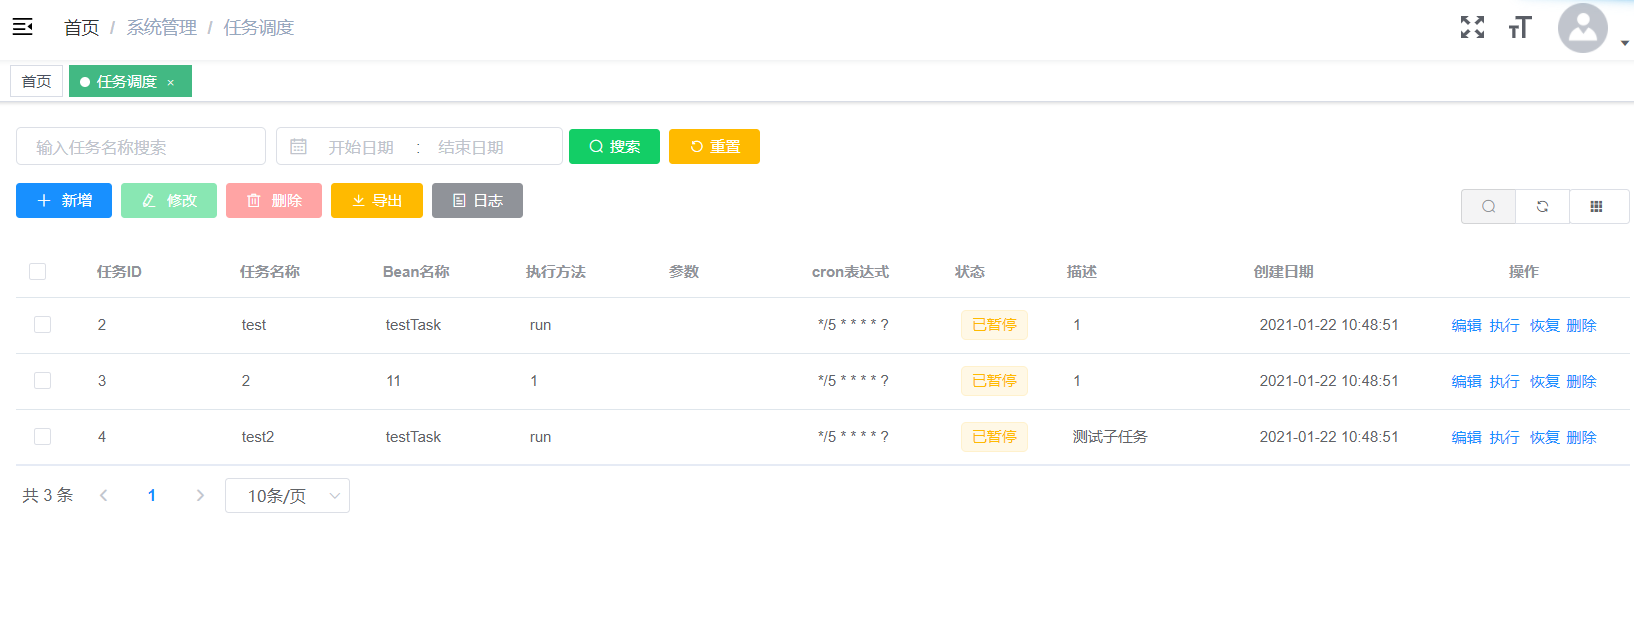 首页 / 系统管理 / 任务调度
首页 任务调度 ×
输入任务名称搜索 开始日期 : 结束日期 搜索 重置
新增 修改 删除 导出 日志
任务ID 任务名称 Bean名称 执行方法 参数 cron表达式 状态 描述 创建日期 操作
2 test testTask run */5 * * * * ? 已暂停 1 2021-01-22 10:48:51 编辑 执行 恢复 删除
3 2 11 1 */5 * * * * ? 已暂停 1 2021-01-22 10:48:51 编辑 执行 恢复 删除
4 test2 testTask run */5 * * * * ? 已暂停 测试子任务 2021-01-22 10:48:51 编辑 执行 恢复 删除
共 3 条 1 10条/页